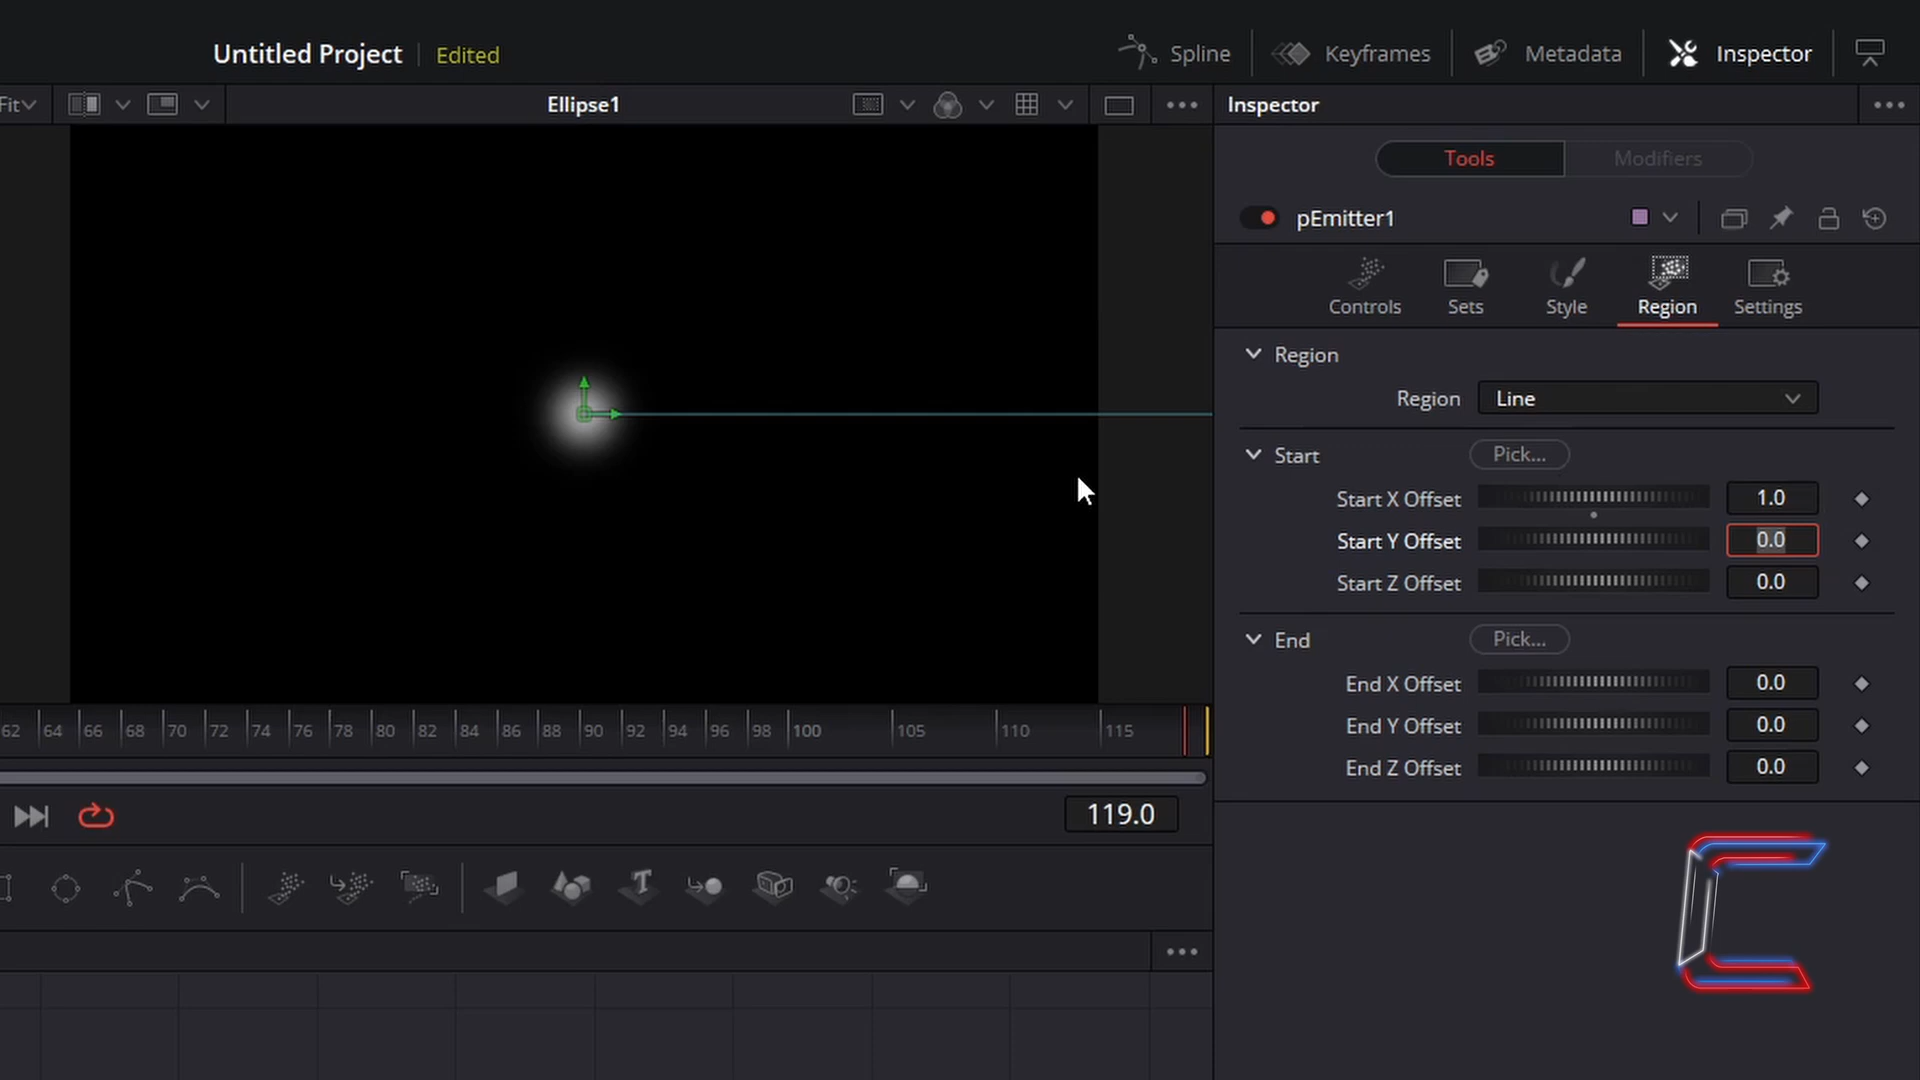 Untitled Project Edited
Spline Keyframes Metadata Inspector
Fit Ellipse1 Inspector
Tools Modifiers
pEmitter1
Controls Sets Style Region Settings
Region
Region Line
Start Pick...
Start X Offset 1.0
Start Y Offset 0.0
Start Z Offset 0.0
End Pick...
End X Offset 0.0
End Y Offset 0.0
End Z Offset 0.0
62 64 66 68 70 72 74 76 78 80 82 84 86 88 90 92 94 96 98 100 105 110 115
119.0